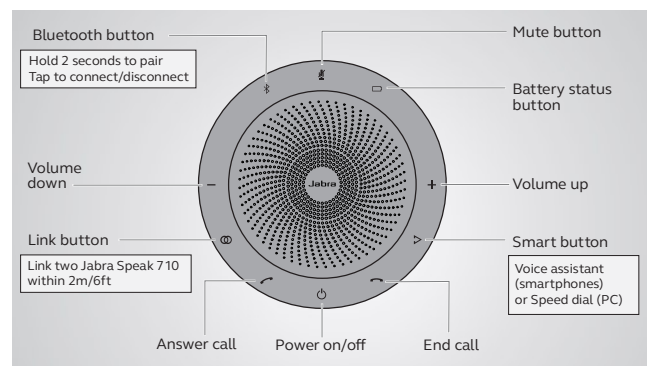 Bluetooth button
Hold 2 seconds to pair
Tap to connect/disconnect
Mute button
Battery status
button
Volume
down
Jabra
Volume up
Link button
Link two Jabra Speak 710
within 2m/6ft
Smart button
Voice assistant
(smartphones)
or Speed dial (PC)
Answer call
Power on/off
End call